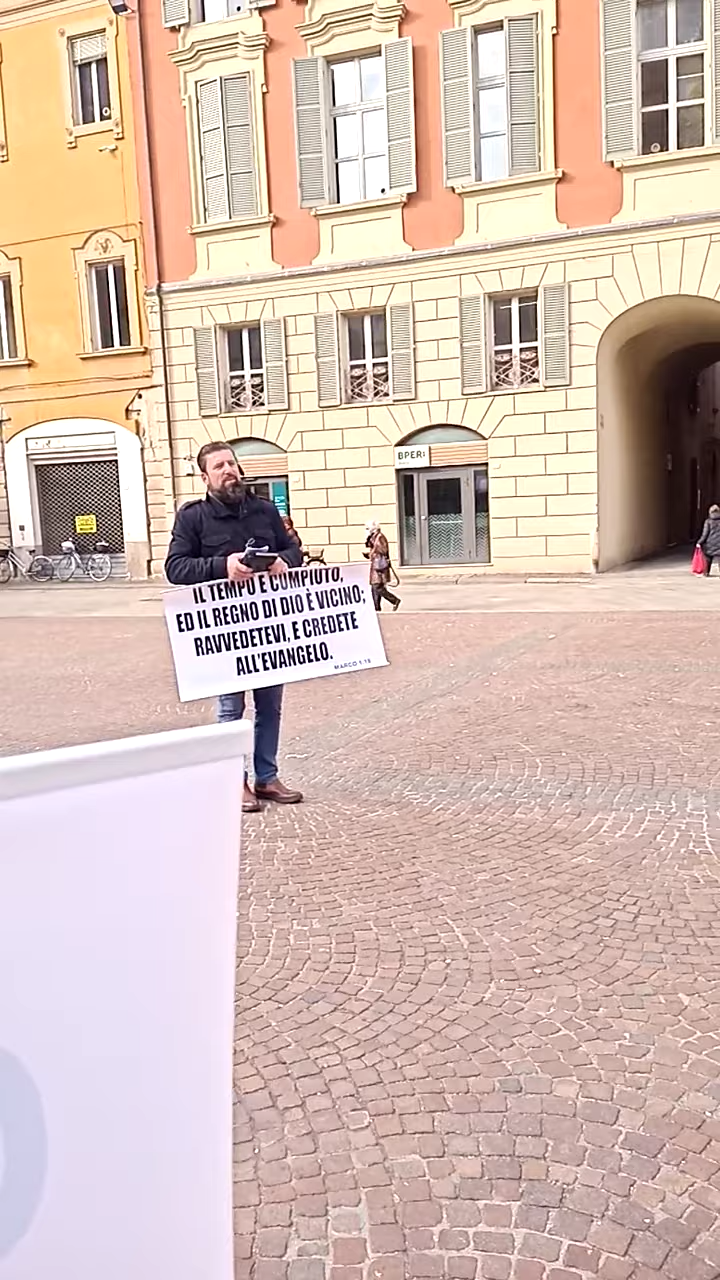 BPER:
IL TEMPO È COMPIUTO,
ED IL REGNO DI DIO È VICINO;
RAVVEDETEVI, E CREDETE
ALL'EVANGELO.
MARCO 1:15